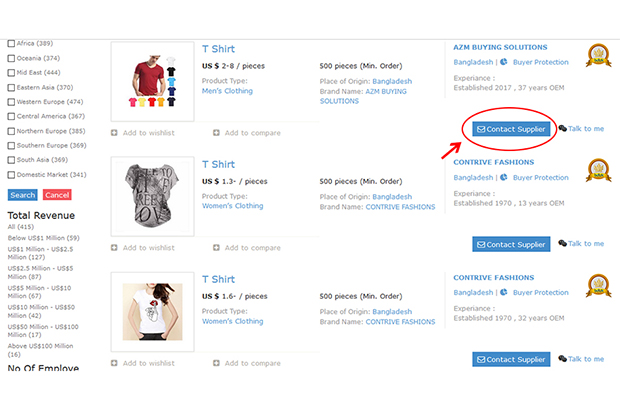 Africa (389)
Oceania (374)
Mid East (444)
Eastern Asia (370)
Western Europe (474)
Central America (367)
Northern Europe (385)
Southern Europe (369)
South Asia (369)
Domestic Market (341)
Search Cancel
Total Revenue
All (415)
Below US$1 Million (59)
US$1 Million - US$2.5
Million (127)
US$2.5 Million - US$5
Million (87)
US$5 Million - US$10
Million (67)
US$10 Million - US$50
Million (42)
US$50 Million - US$100
Million (17)
Above US$100 Million
(16)
No Of Employe
T Shirt
US $ 2-8 / pieces
Product Type:
Men's Clothing
500 pieces (Min. Order)
Place of Origin: Bangladesh
Brand Name: AZM BUYING
SOLUTIONS
Add to wishlist
Add to compare
AZM BUYING SOLUTIONS
Bangladesh | Buyer Protection
Experiance :
Established 2017 , 37 years OEM
Contact Supplier
Talk to me
T Shirt
US $ 1.3- / pieces
Product Type:
Women's Clothing
500 pieces (Min. Order)
Place of Origin: Bangladesh
Brand Name: CONTRIVE FASHIONS
Add to wishlist
Add to compare
CONTRIVE FASHIONS
Bangladesh | Buyer Protection
Experiance :
Established 1970 , 13 years OEM
Contact Supplier
Talk to me
T Shirt
US $ 1.6- / pieces
Product Type:
Women's Clothing
500 pieces (Min. Order)
Place of Origin: Bangladesh
Brand Name: CONTRIVE FASHIONS
Add to wishlist
Add to compare
CONTRIVE FASHIONS
Bangladesh | Buyer Protection
Experiance :
Established 1970 , 32 years OEM
Contact Supplier
Talk to me